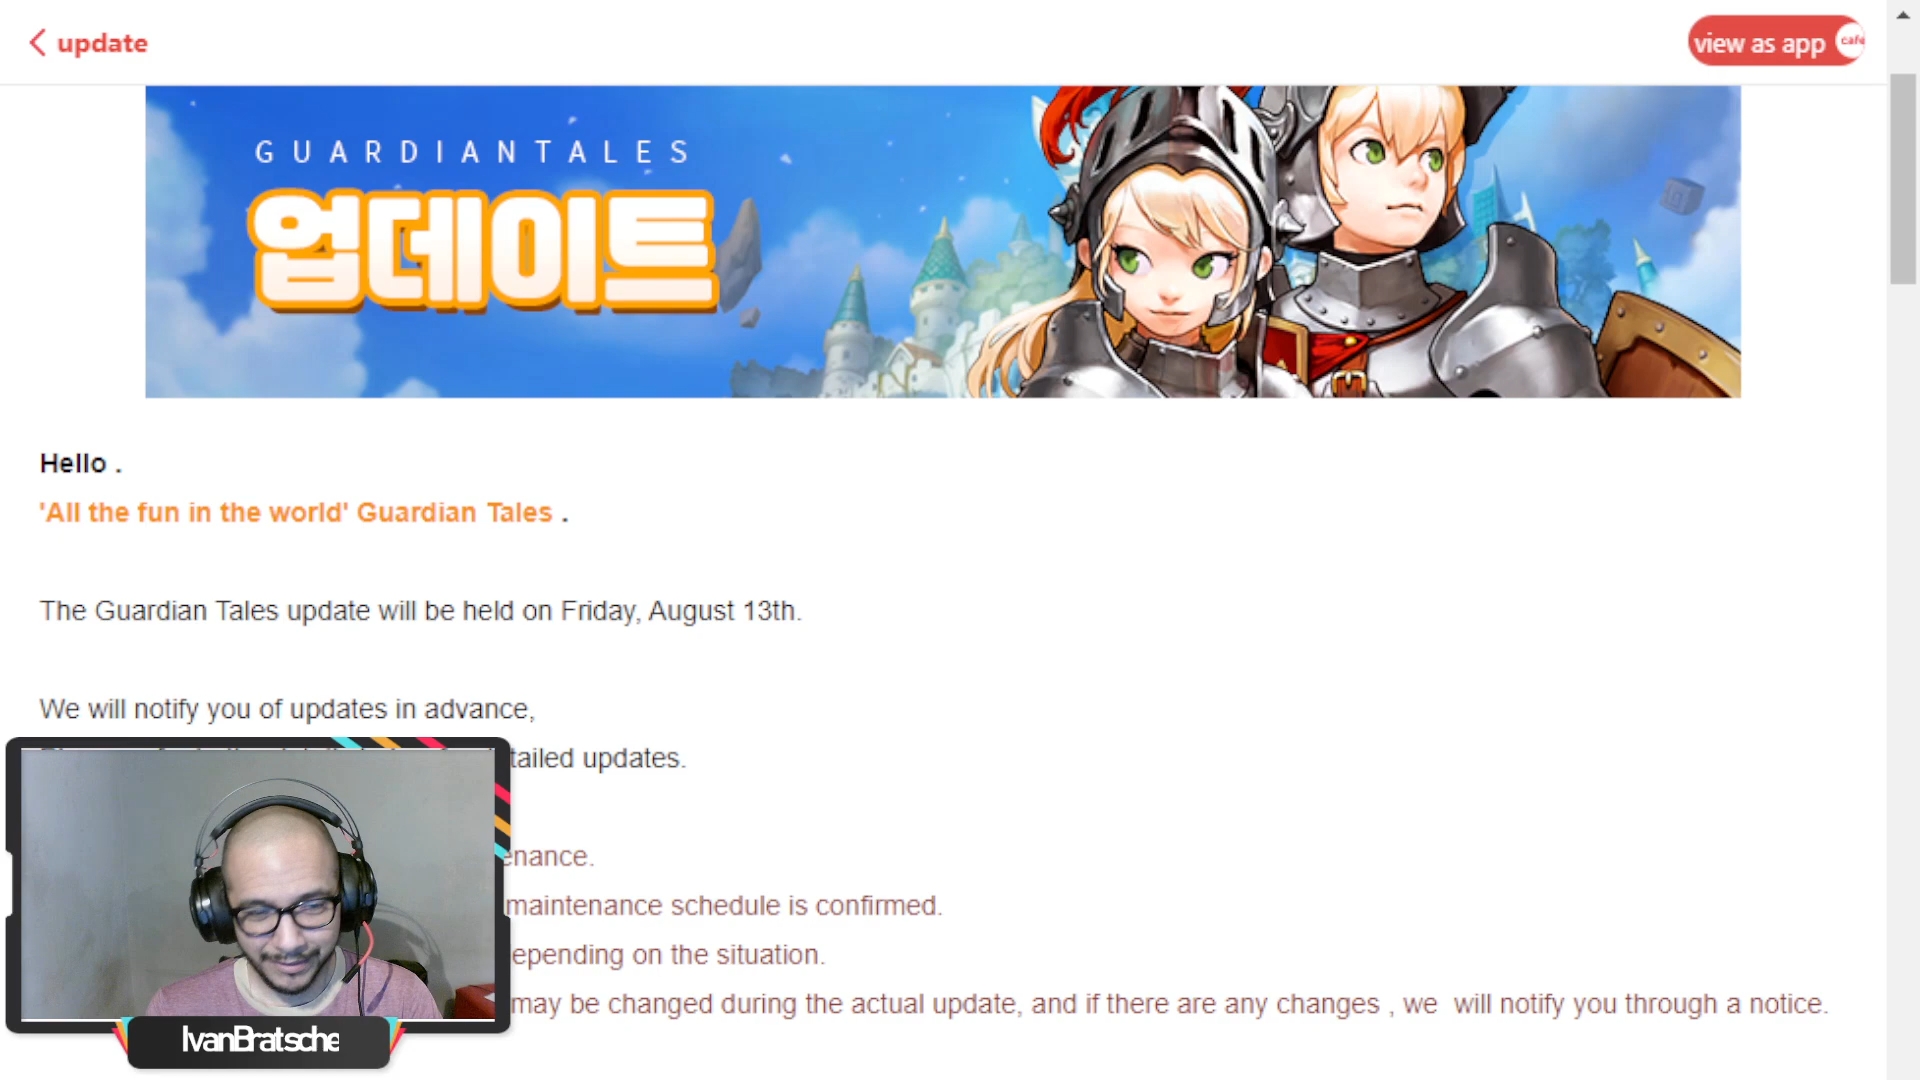 update
view as app
cafe
GUARDIANTALES
업데이트
Hello .
'All the fun in the world' Guardian Tales .
The Guardian Tales update will be held on Friday, August 13th.
We will notify you of updates in advance,
tailed updates.
enance.
maintenance schedule is confirmed.
epending on the situation.
may be changed during the actual update, and if there are any changes , we will notify you through a notice.
IvanBratsche